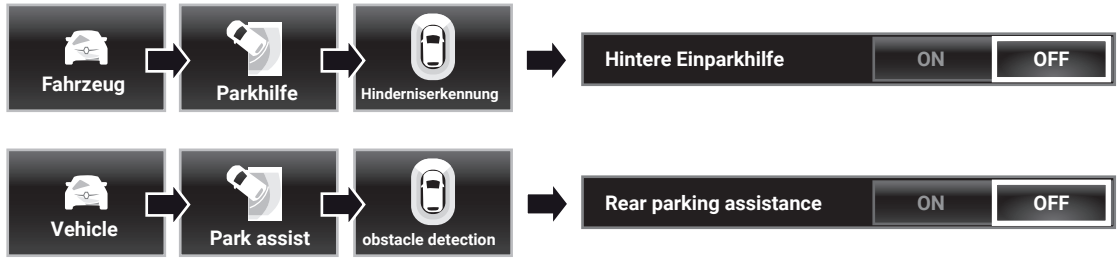 Fahrzeug
Parkhilfe
Hinderniserkennung
Hintere Einparkhilfe
ON
OFF
Vehicle
Park assist
obstacle detection
Rear parking assistance
ON
OFF